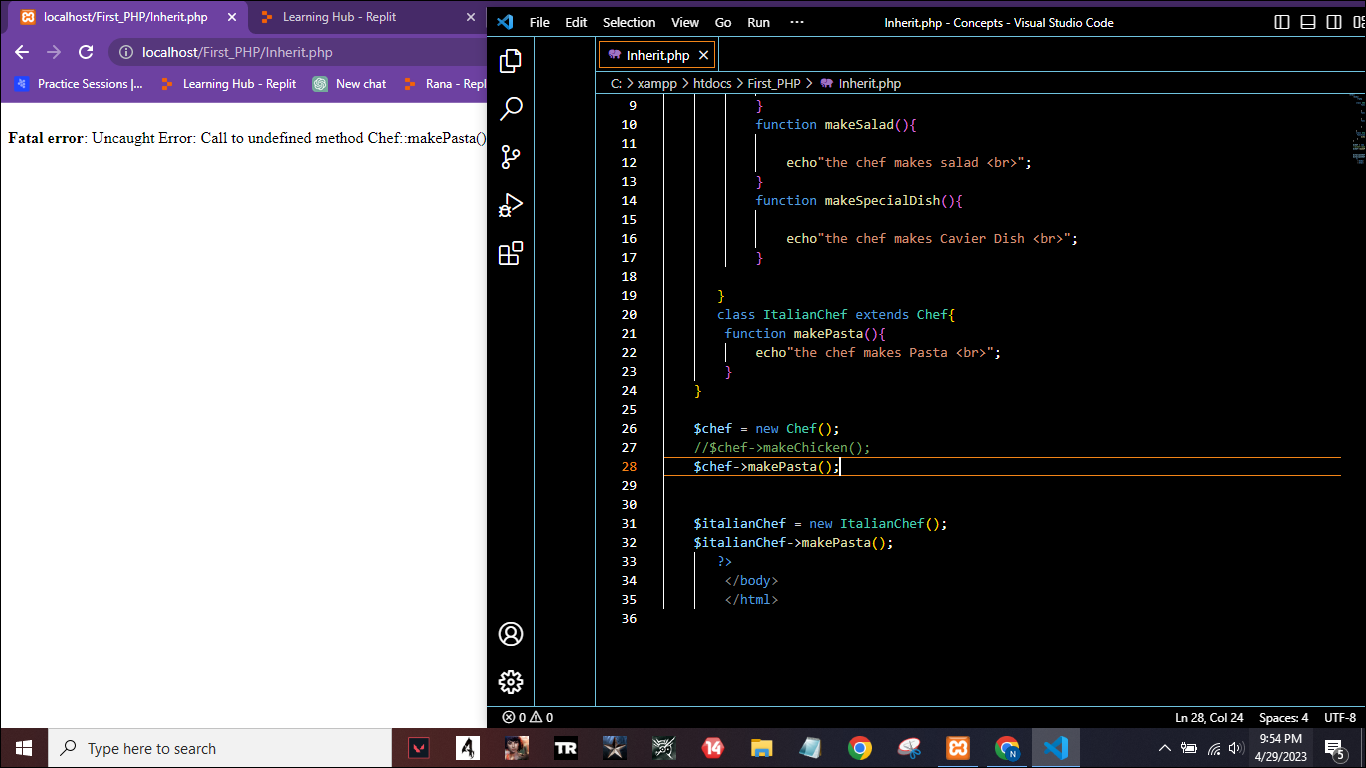 localhost/First_PHP/Inherit.php
Learning Hub - Replit
localhost/First_PHP/Inherit.php
Practice Sessions |...
Learning Hub - Replit
New chat
Rana - Repl
Fatal error: Uncaught Error: Call to undefined method Chef::makePasta()
File Edit Selection View Go Run ···
Inherit.php - Concepts - Visual Studio Code
Inherit.php
C: > xampp > htdocs > First_PHP > Inherit.php
9 }
10 function makeSalad(){
11
12 echo"the chef makes salad <br>";
13 }
14 function makeSpecialDish(){
15
16 echo"the chef makes Cavier Dish <br>";
17 }
18
19 }
20 class ItalianChef extends Chef{
21 function makePasta(){
22 echo"the chef makes Pasta <br>";
23 }
24 }
25
26 $chef = new Chef();
27 //$chef->makeChicken();
28 $chef->makePasta();
29
30
31 $italianChef = new ItalianChef();
32 $italianChef->makePasta();
33 ?>
34 </body>
35 </html>
36
0 0
Ln 28, Col 24 Spaces: 4 UTF-8
Type here to search
4
TR
14
N
9:54 PM
4/29/2023
5